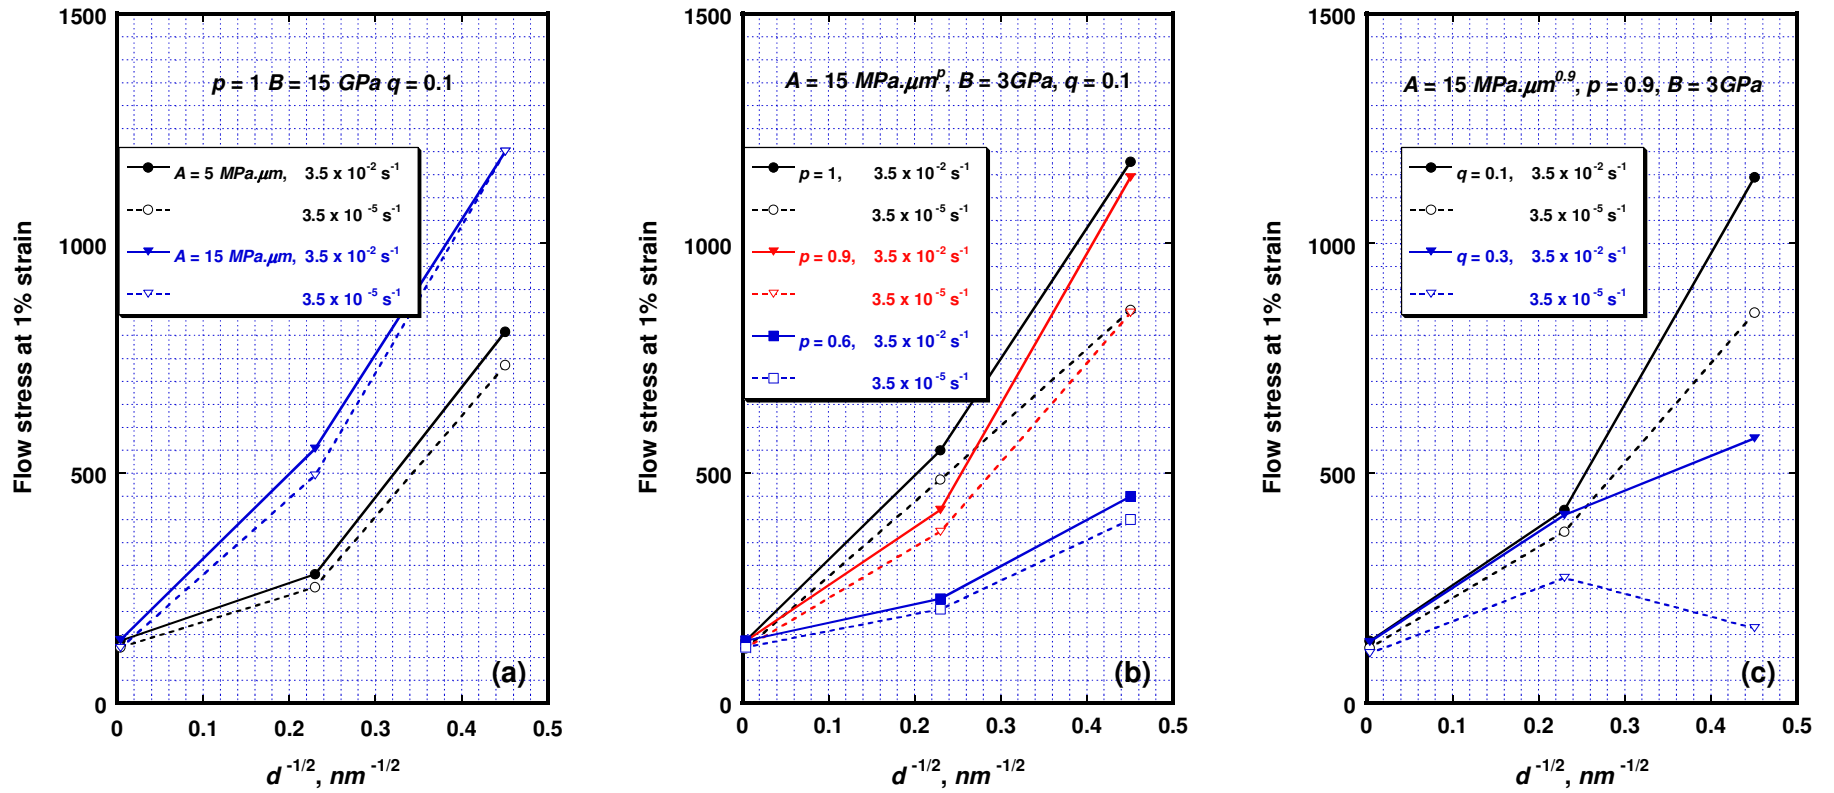 1500
1000
500
0
0
0.1
0.2
0.3
0.4
0.5
Flow stress at 1% strain
d -1/2, nm -1/2
p = 1 B = 15 GPa q = 0.1
A = 5 MPa.μm, 3.5 x 10-2 s-1
3.5 x 10 -5 s-1
A = 15 MPa.μm, 3.5 x 10-2 s-1
3.5 x 10 -5 s-1
(a)
1500
1000
500
0
0
0.1
0.2
0.3
0.4
0.5
Flow stress at 1% strain
d -1/2, nm -1/2
A = 15 MPa.μmp, B = 3GPa, q = 0.1
p = 1, 3.5 x 10-2 s-1
3.5 x 10 -5 s-1
p = 0.9, 3.5 x 10-2 s-1
3.5 x 10 -5 s-1
p = 0.6, 3.5 x 10-2 s-1
3.5 x 10 -5 s-1
(b)
1500
1000
500
0
0
0.1
0.2
0.3
0.4
0.5
Flow stress at 1% strain
d -1/2, nm -1/2
A = 15 MPa.μm0.9, p = 0.9, B = 3GPa
q = 0.1, 3.5 x 10-2 s-1
3.5 x 10 -5 s-1
q = 0.3, 3.5 x 10-2 s-1
3.5 x 10 -5 s-1
(c)